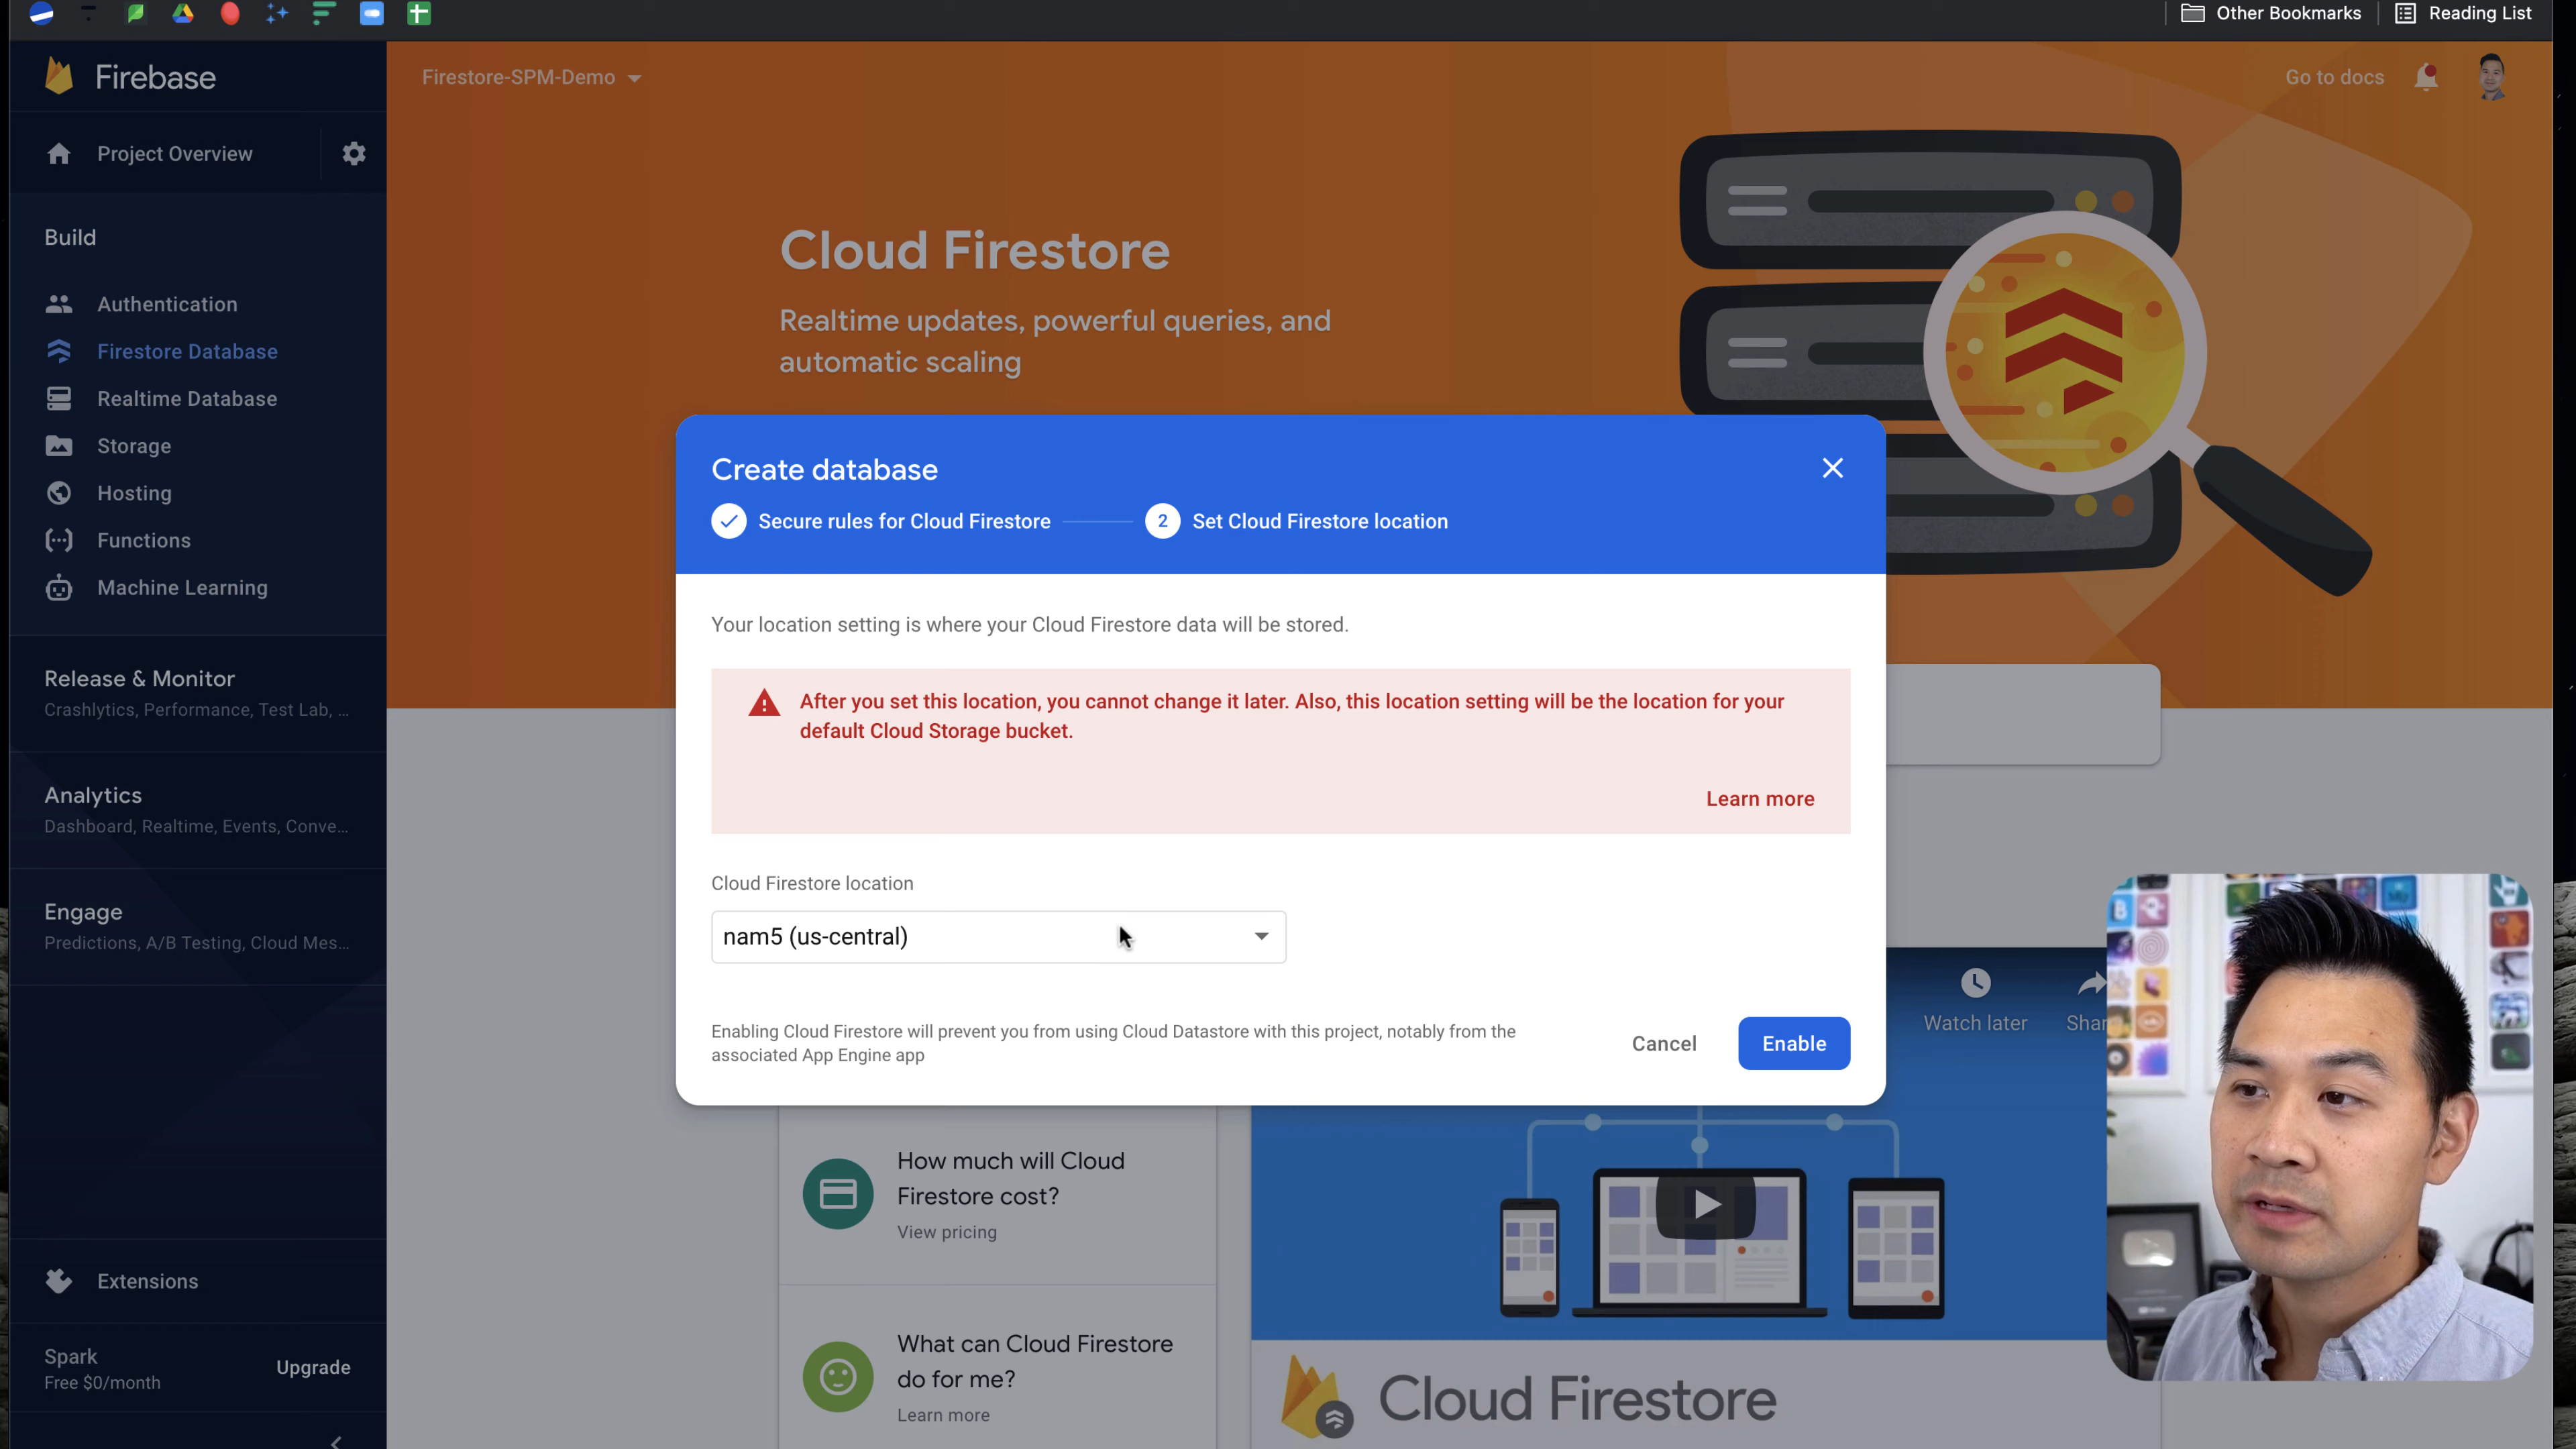 Other Bookmarks
Reading List
Firebase
Firestore-SPM-Demo
Go to docs
Project Overview
Build
Authentication
Firestore Database
Realtime Database
Storage
Hosting
Functions
Machine Learning
Release & Monitor
Crashlytics, Performance, Test Lab, ...
Analytics
Dashboard, Realtime, Events, Conve...
Engage
Predictions, A/B Testing, Cloud Mes...
Extensions
Spark
Free $0/month
Upgrade
Cloud Firestore
Realtime updates, powerful queries, and
automatic scaling
Create database
Secure rules for Cloud Firestore
2
Set Cloud Firestore location
Your location setting is where your Cloud Firestore data will be stored.
After you set this location, you cannot change it later. Also, this location setting will be the location for your
default Cloud Storage bucket.
Learn more
Cloud Firestore location
nam5 (us-central)
Enabling Cloud Firestore will prevent you from using Cloud Datastore with this project, notably from the
associated App Engine app
Cancel
Enable
Watch later
Shar
How much will Cloud
Firestore cost?
View pricing
What can Cloud Firestore
do for me?
Learn more
Cloud Firestore